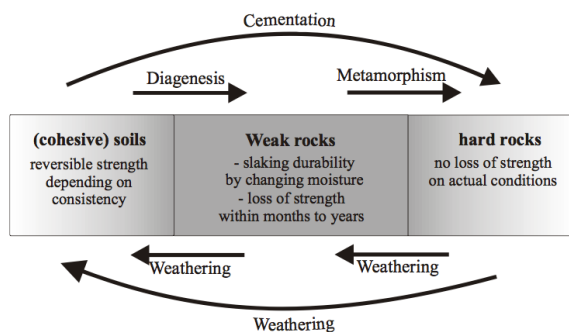 Cementation
Diagenesis
Metamorphism
(cohesive) soils
reversible strength
depending on
consistency
Weak rocks
- slaking durability
by changing moisture
- loss of strength
within months to years
hard rocks
no loss of strength
on actual conditions
Weathering
Weathering
Weathering